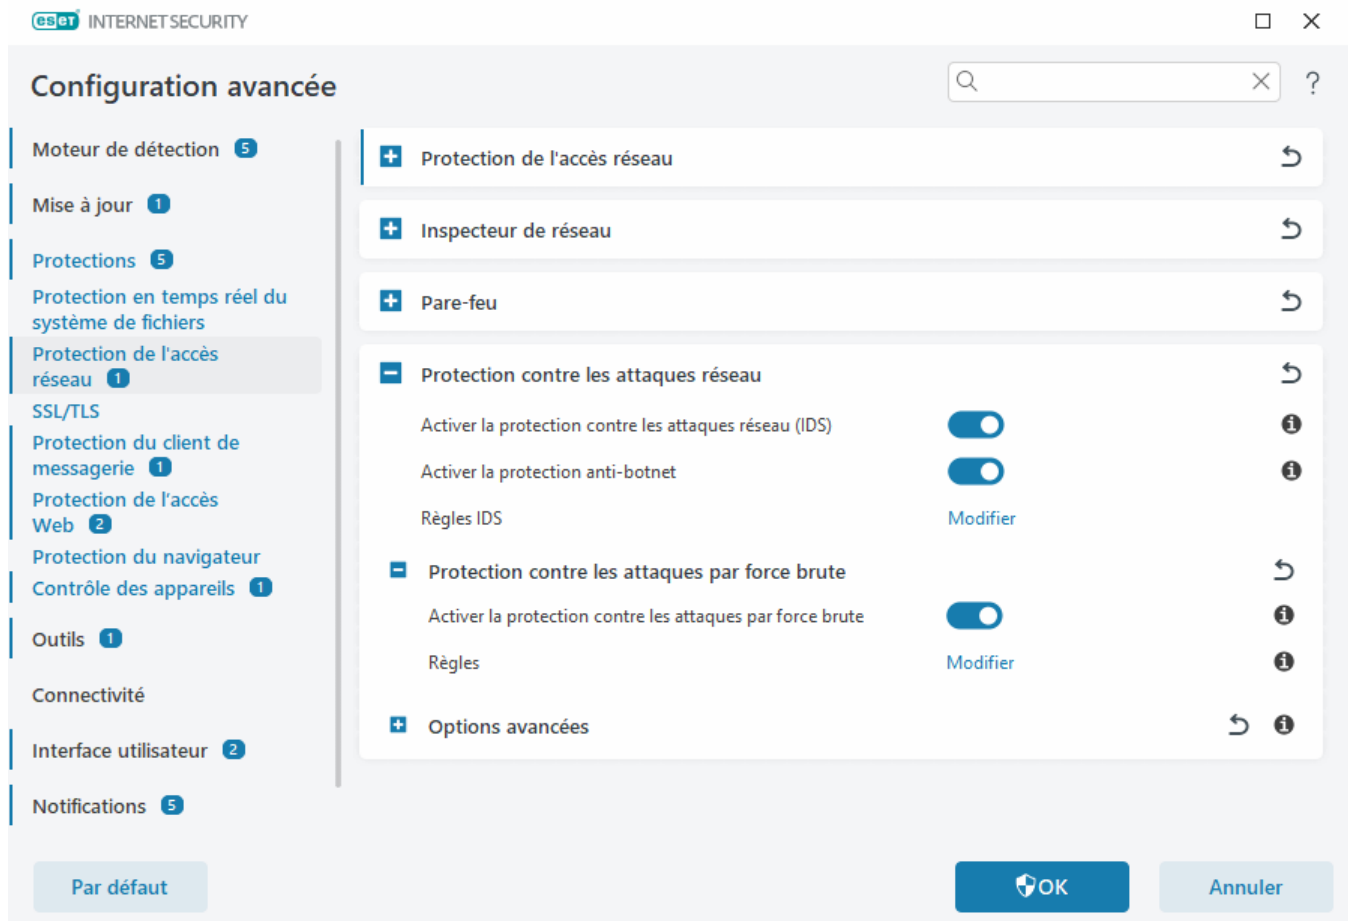 eset INTERNET SECURITY
Configuration avancée
?
Moteur de détection 5
Mise à jour 1
Protections 5
Protection en temps réel du
système de fichiers
Protection de l'accès
réseau 1
SSL/TLS
Protection du client de
messagerie 1
Protection de l'accès
Web 2
Protection du navigateur
Contrôle des appareils 1
Outils 1
Connectivité
Interface utilisateur 2
Notifications 5
Protection de l'accès réseau
Inspecteur de réseau
Pare-feu
Protection contre les attaques réseau
Activer la protection contre les attaques réseau (IDS)
Activer la protection anti-botnet
Règles IDS Modifier
Protection contre les attaques par force brute
Activer la protection contre les attaques par force brute
Règles Modifier
Options avancées
Par défaut
OK
Annuler